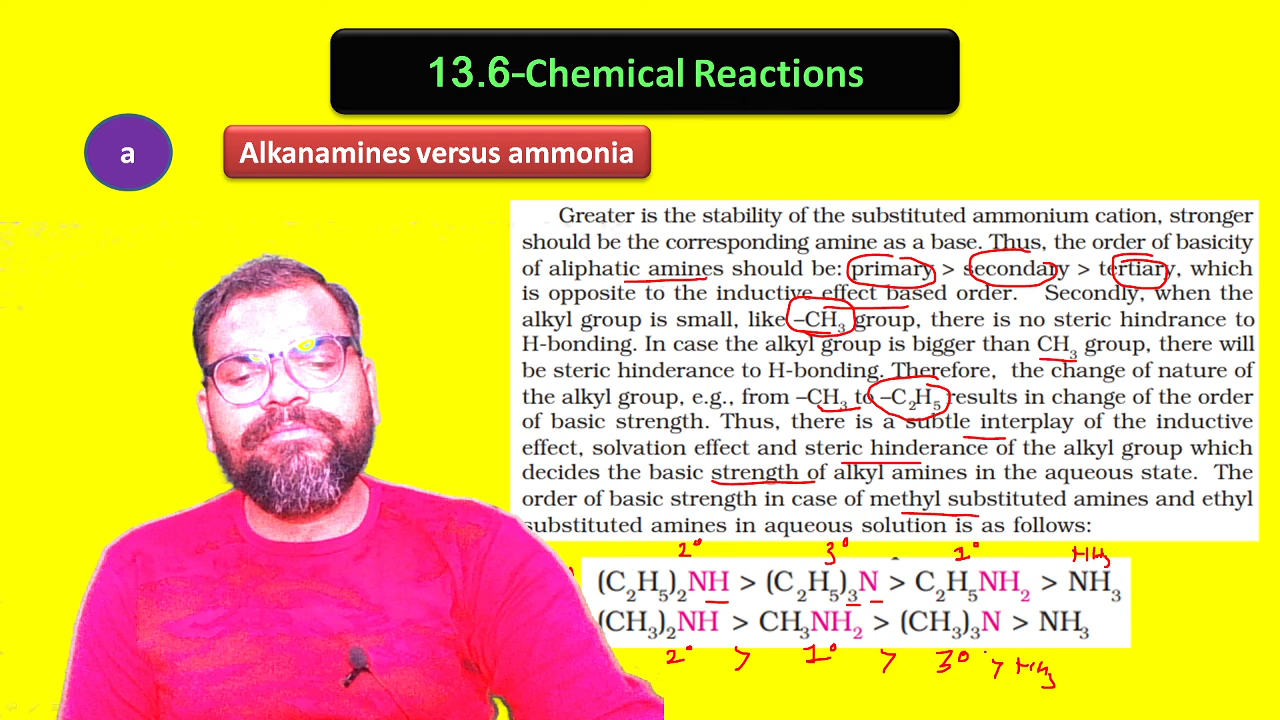 13.6-Chemical Reactions
a
Alkanamines versus ammonia
Greater is the stability of the substituted ammonium cation, stronger
should be the corresponding amine as a base. Thus, the order of basicity
of aliphatic amines should be: primary > secondary > tertiary, which
is opposite to the inductive effect based order. Secondly, when the
alkyl group is small, like –CH₃ group, there is no steric hindrance to
H-bonding. In case the alkyl group is bigger than CH₃ group, there will
be steric hinderance to H-bonding. Therefore, the change of nature of
the alkyl group, e.g., from –CH₃ to –C₂H₅ results in change of the order
of basic strength. Thus, there is a subtle interplay of the inductive
effect, solvation effect and steric hinderance of the alkyl group which
decides the basic strength of alkyl amines in the aqueous state. The
order of basic strength in case of methyl substituted amines and ethyl
substituted amines in aqueous solution is as follows:
2° 3° 1° NH₃
(C₂H₅)₂NH > (C₂H₅)₃N > C₂H₅NH₂ > NH₃
(CH₃)₂NH > CH₃NH₂ > (CH₃)₃N > NH₃
2° > 1° > 3° > NH₃